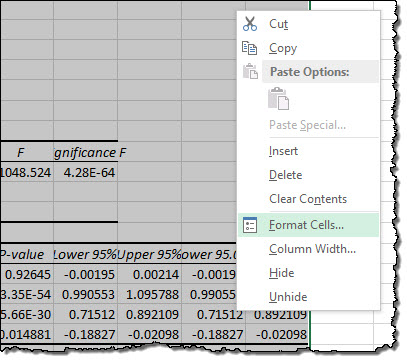 Cut
Copy
Paste Options:
Paste Special...
Insert
Delete
Clear Contents
Format Cells...
Column Width...
Hide
Unhide
F ignificance F
1048.524 4.28E-64
P-value Lower 95% Upper 95% ower 95.0
0.92645 -0.00195 0.00214 -0.0019
3.35E-54 0.990553 1.095788 0.99055
5.66E-30 0.71512 0.892109 0.71512 0.892109
0.014881 -0.18827 -0.02098 -0.18827 -0.02098